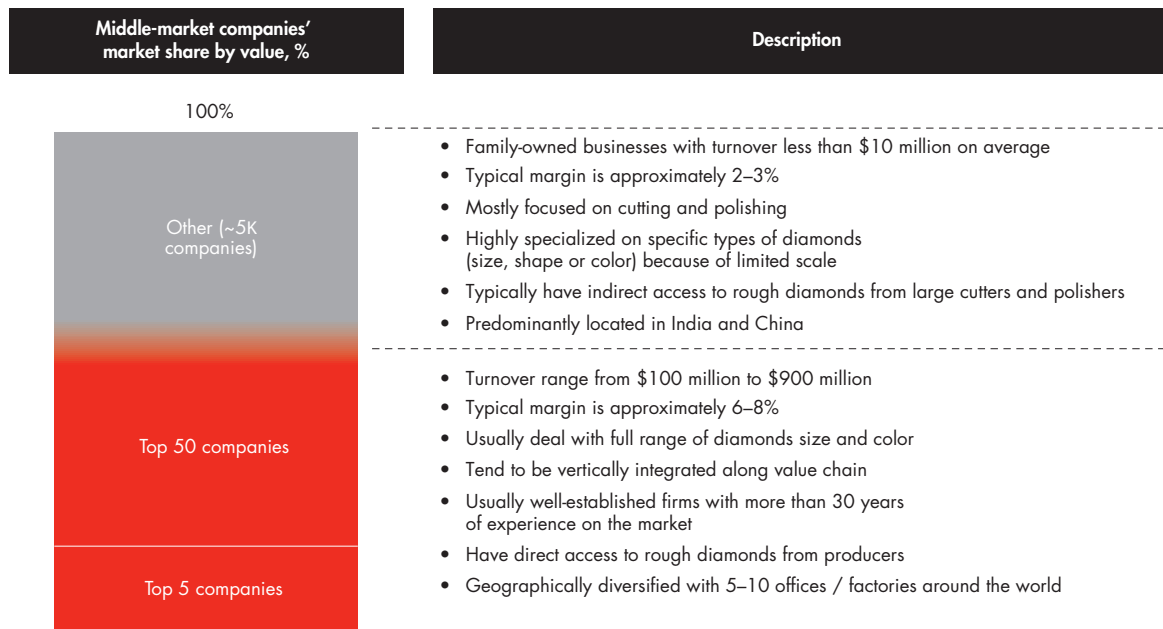 Middle-market companies’
market share by value, %
Description
100%
Other (~5K
companies)
Top 50 companies
Top 5 companies
• Family-owned businesses with turnover less than $10 million on average
• Typical margin is approximately 2–3%
• Mostly focused on cutting and polishing
• Highly specialized on specific types of diamonds
(size, shape or color) because of limited scale
• Typically have indirect access to rough diamonds from large cutters and polishers
• Predominantly located in India and China
• Turnover range from $100 million to $900 million
• Typical margin is approximately 6–8%
• Usually deal with full range of diamonds size and color
• Tend to be vertically integrated along value chain
• Usually well-established firms with more than 30 years
of experience on the market
• Have direct access to rough diamonds from producers
• Geographically diversified with 5–10 offices / factories around the world